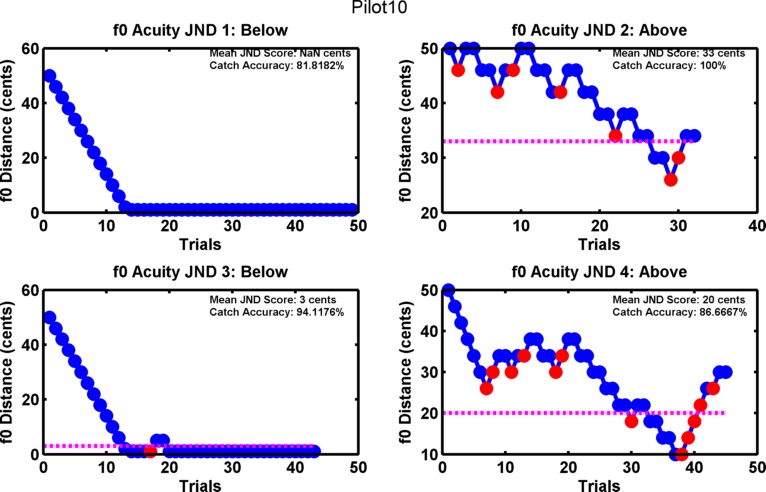 Pilot10
f0 Acuity JND 1: Below
Mean JND Score: NaN cents
Catch Accuracy: 81.8182%
f0 Distance (cents)
60
40
20
0
0 10 20 30 40 50
Trials
f0 Acuity JND 2: Above
Mean JND Score: 33 cents
Catch Accuracy: 100%
f0 Distance (cents)
50
40
30
20
0 10 20 30 40
Trials
f0 Acuity JND 3: Below
Mean JND Score: 3 cents
Catch Accuracy: 94.1176%
f0 Distance (cents)
60
40
20
0
0 10 20 30 40 50
Trials
f0 Acuity JND 4: Above
Mean JND Score: 20 cents
Catch Accuracy: 86.6667%
f0 Distance (cents)
50
40
30
20
10
0 10 20 30 40 50
Trials